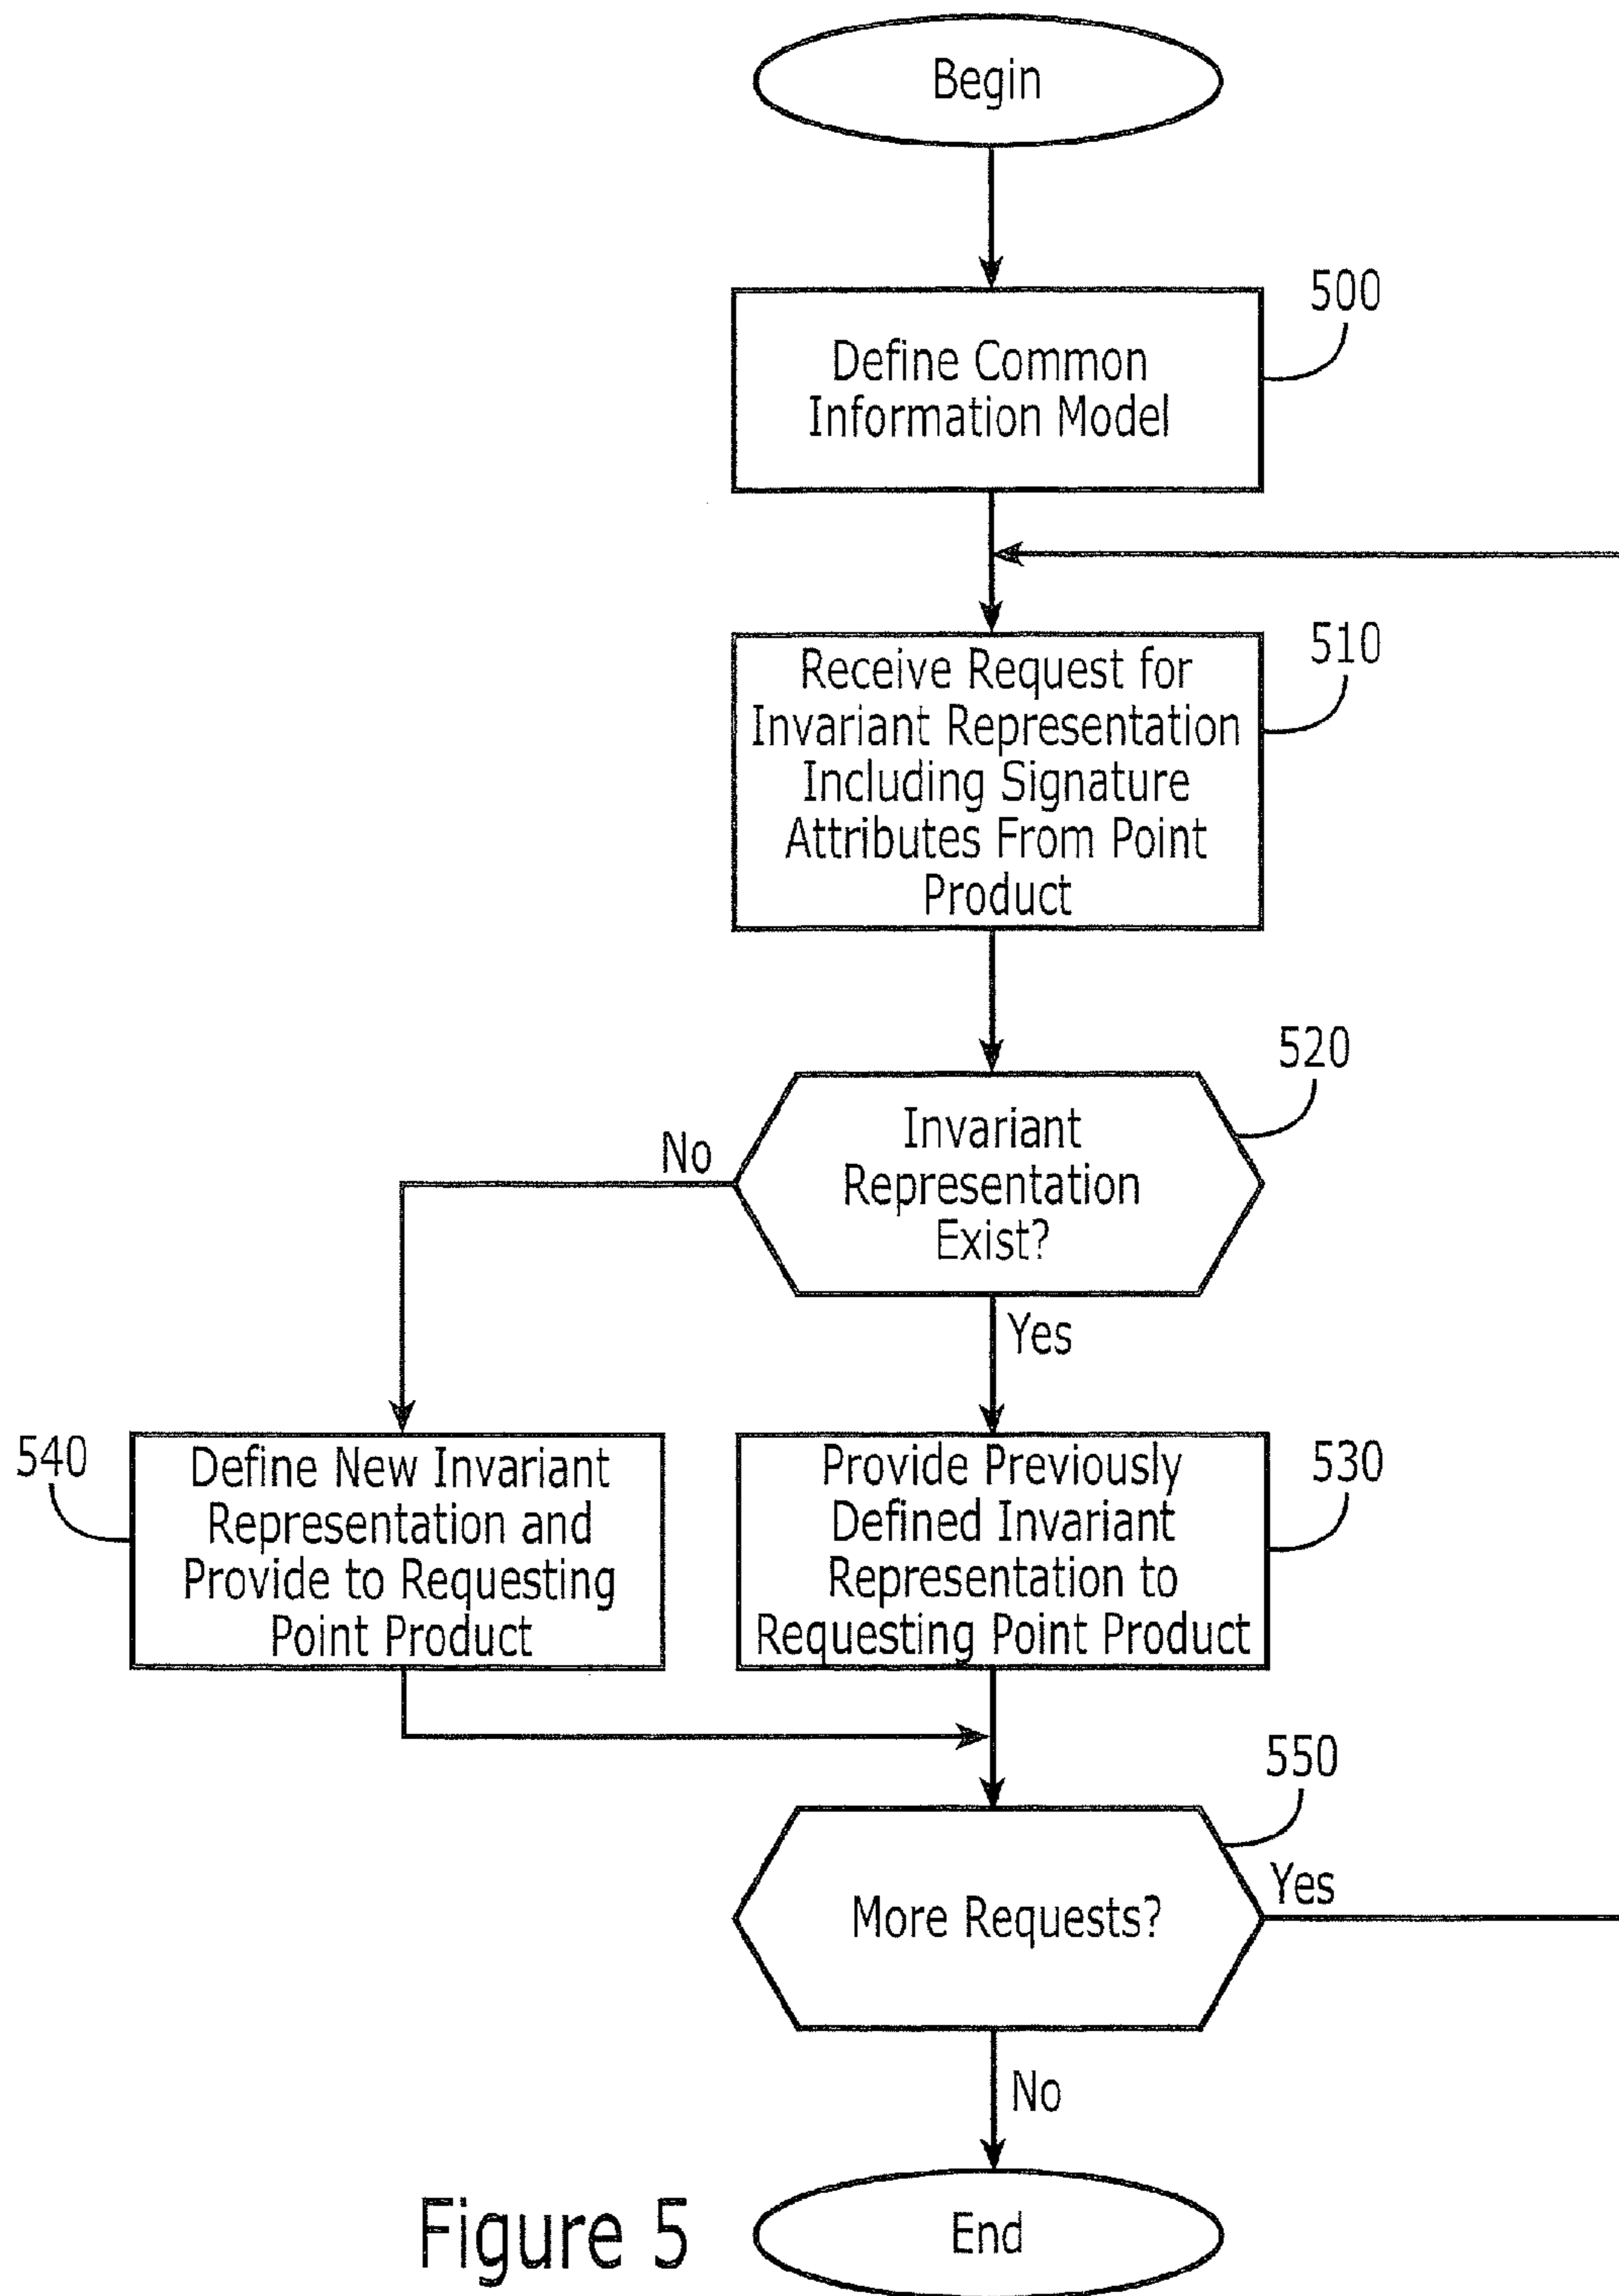 Begin
500
Define Common
Information Model
510
Receive Request for
Invariant Representation
Including Signature
Attributes From Point
Product
520
Invariant
Representation
Exist?
No
Yes
540
Define New Invariant
Representation and
Provide to Requesting
Point Product
530
Provide Previously
Defined Invariant
Representation to
Requesting Point Product
550
More Requests?
Yes
No
End
Figure 5